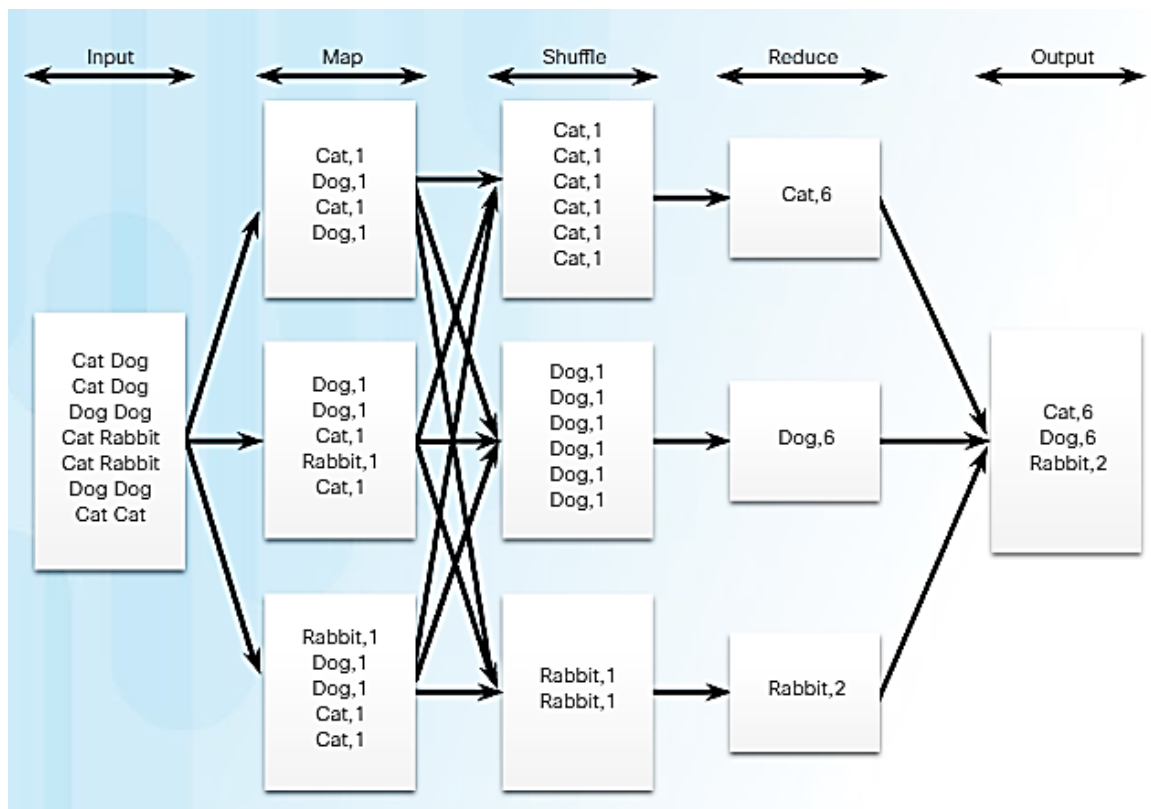 Input
Map
Shuffle
Reduce
Output
Cat Dog
Cat Dog
Dog Dog
Cat Rabbit
Cat Rabbit
Dog Dog
Cat Cat
Cat,1
Dog,1
Cat,1
Dog,1
Dog,1
Dog,1
Cat,1
Rabbit,1
Cat,1
Rabbit,1
Dog,1
Dog,1
Cat,1
Cat,1
Cat,1
Cat,1
Cat,1
Cat,1
Cat,1
Cat,1
Dog,1
Dog,1
Dog,1
Dog,1
Dog,1
Dog,1
Rabbit,1
Rabbit,1
Cat,6
Dog,6
Rabbit,2
Cat,6
Dog,6
Rabbit,2